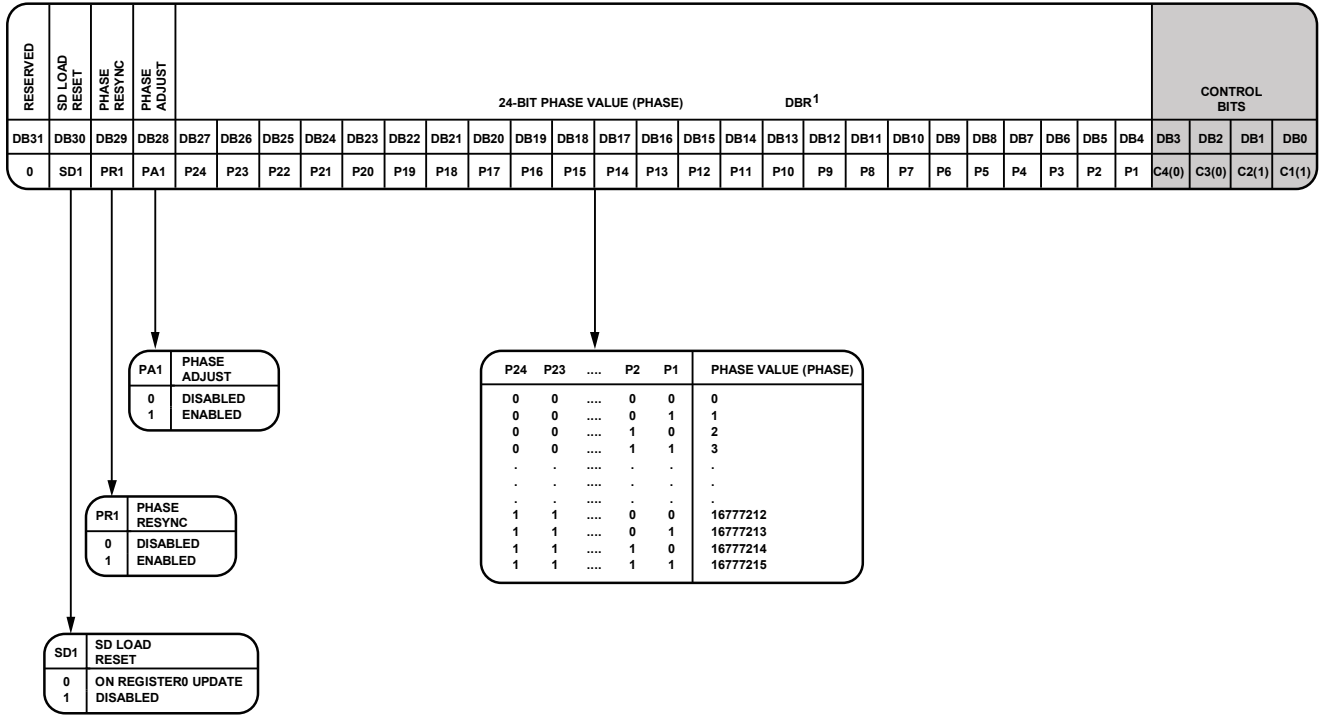 RESERVED
SD LOAD
RESET
PHASE
RESYNC
PHASE
ADJUST
24-BIT PHASE VALUE (PHASE) DBR1
CONTROL
BITS
DB31 DB30 DB29 DB28 DB27 DB26 DB25 DB24 DB23 DB22 DB21 DB20 DB19 DB18 DB17 DB16 DB15 DB14 DB13 DB12 DB11 DB10 DB9 DB8 DB7 DB6 DB5 DB4 DB3 DB2 DB1 DB0
0 SD1 PR1 PA1 P24 P23 P22 P21 P20 P19 P18 P17 P16 P15 P14 P13 P12 P11 P10 P9 P8 P7 P6 P5 P4 P3 P2 P1 C4(0) C3(0) C2(1) C1(1)
PA1 PHASE
ADJUST
0 DISABLED
1 ENABLED
P24 P23 .... P2 P1 PHASE VALUE (PHASE)
0 0 .... 0 0 0
0 0 .... 0 1 1
0 0 .... 1 0 2
0 0 .... 1 1 3
. . .... . . .
. . .... . . .
. . .... . . .
1 1 .... 0 0 16777212
1 1 .... 0 1 16777213
1 1 .... 1 0 16777214
1 1 .... 1 1 16777215
PR1 PHASE
RESYNC
0 DISABLED
1 ENABLED
SD1 SD LOAD
RESET
0 ON REGISTER0 UPDATE
1 DISABLED